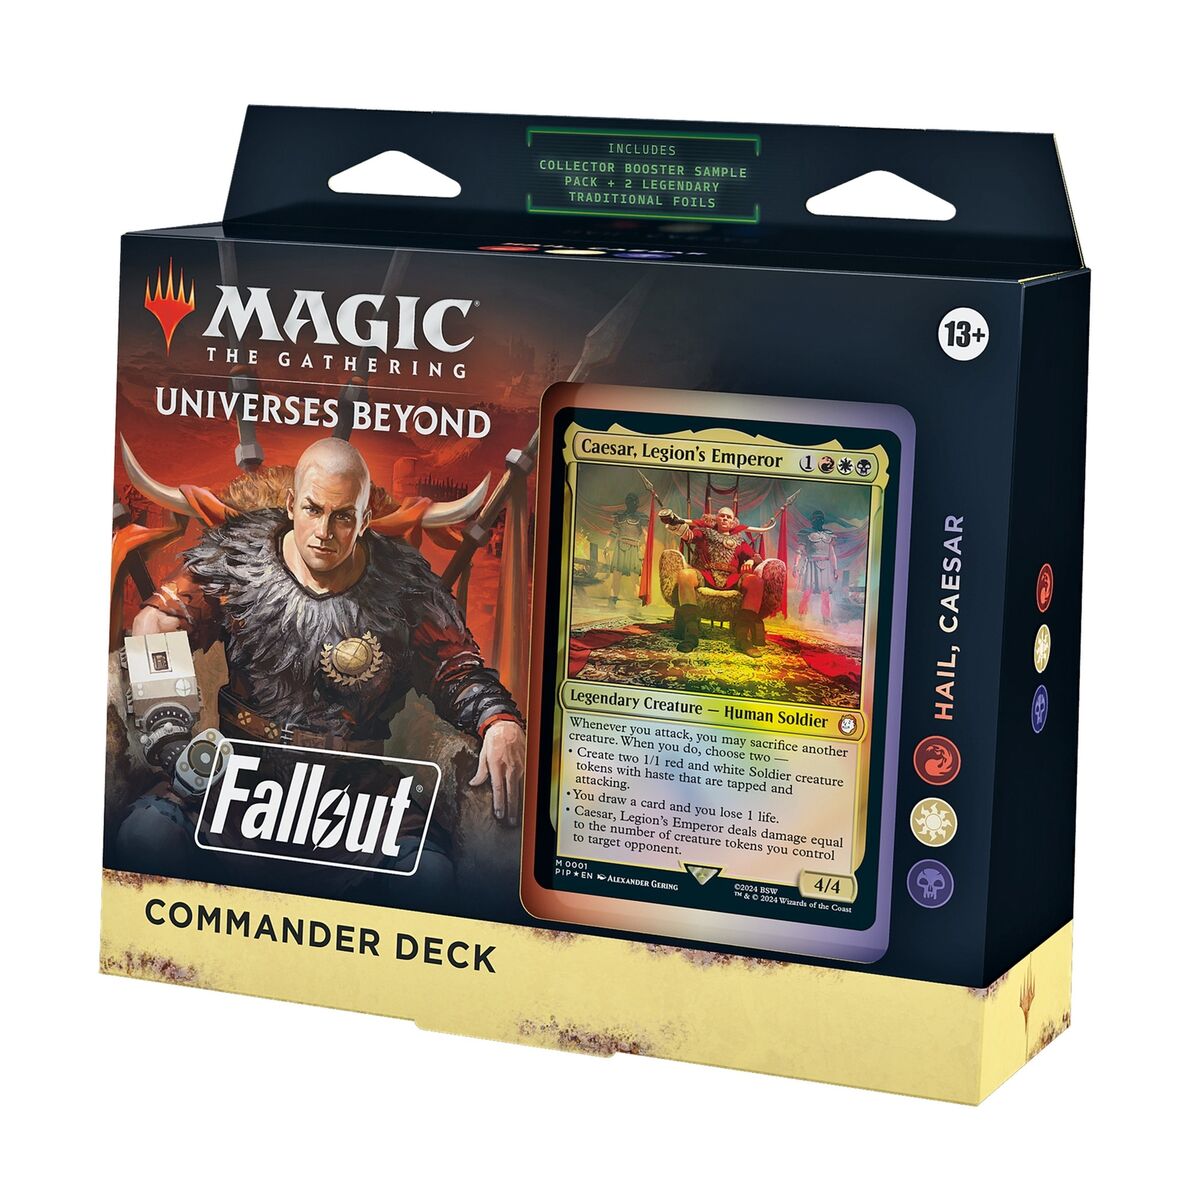 INCLUDES
COLLECTOR BOOSTER SAMPLE
PACK + 2 LEGENDARY
TRADITIONAL FOILS
MAGIC
THE GATHERING
UNIVERSES BEYOND
13+
Caesar, Legion's Emperor 1
Legendary Creature — Human Soldier
Whenever you attack, you may sacrifice another
creature. When you do, choose two —
• Create two 1/1 red and white Soldier creature
tokens with haste that are tapped and
attacking.
• You draw a card and you lose 1 life.
• Caesar, Legion's Emperor deals damage equal
to the number of creature tokens you control
to target opponent.
4/4
M 0001
PIP★EN ALEXANDER GERING
©2024 BSW
™ & © 2024 Wizards of the Coast
HAIL, CAESAR
Fallout®
COMMANDER DECK